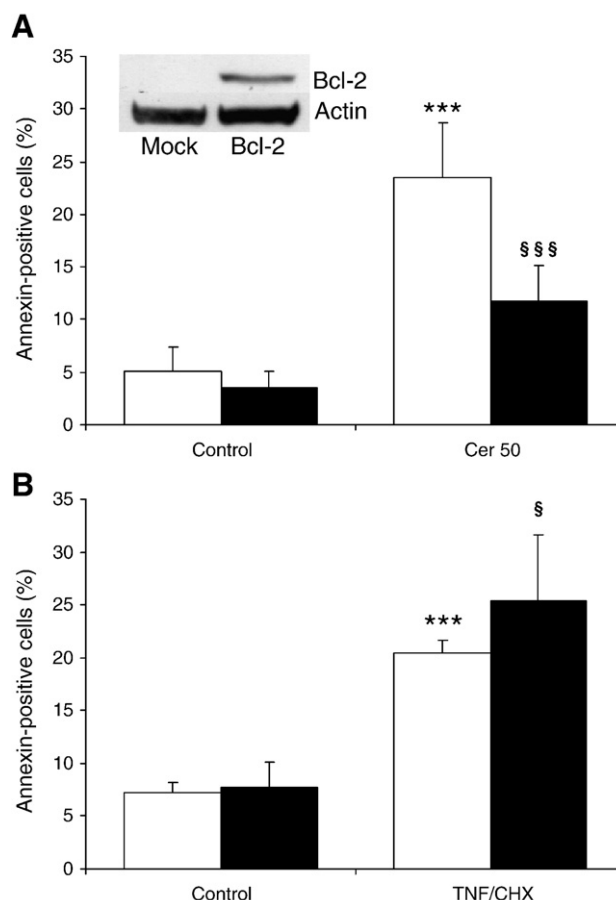 A
Annexin-positive cells (%)
35
30
25
20
15
10
5
0
Bcl-2
Actin
Mock Bcl-2
***
§§§
Control Cer 50
B
Annexin-positive cells (%)
35
30
25
20
15
10
5
0
***
§
Control TNF/CHX